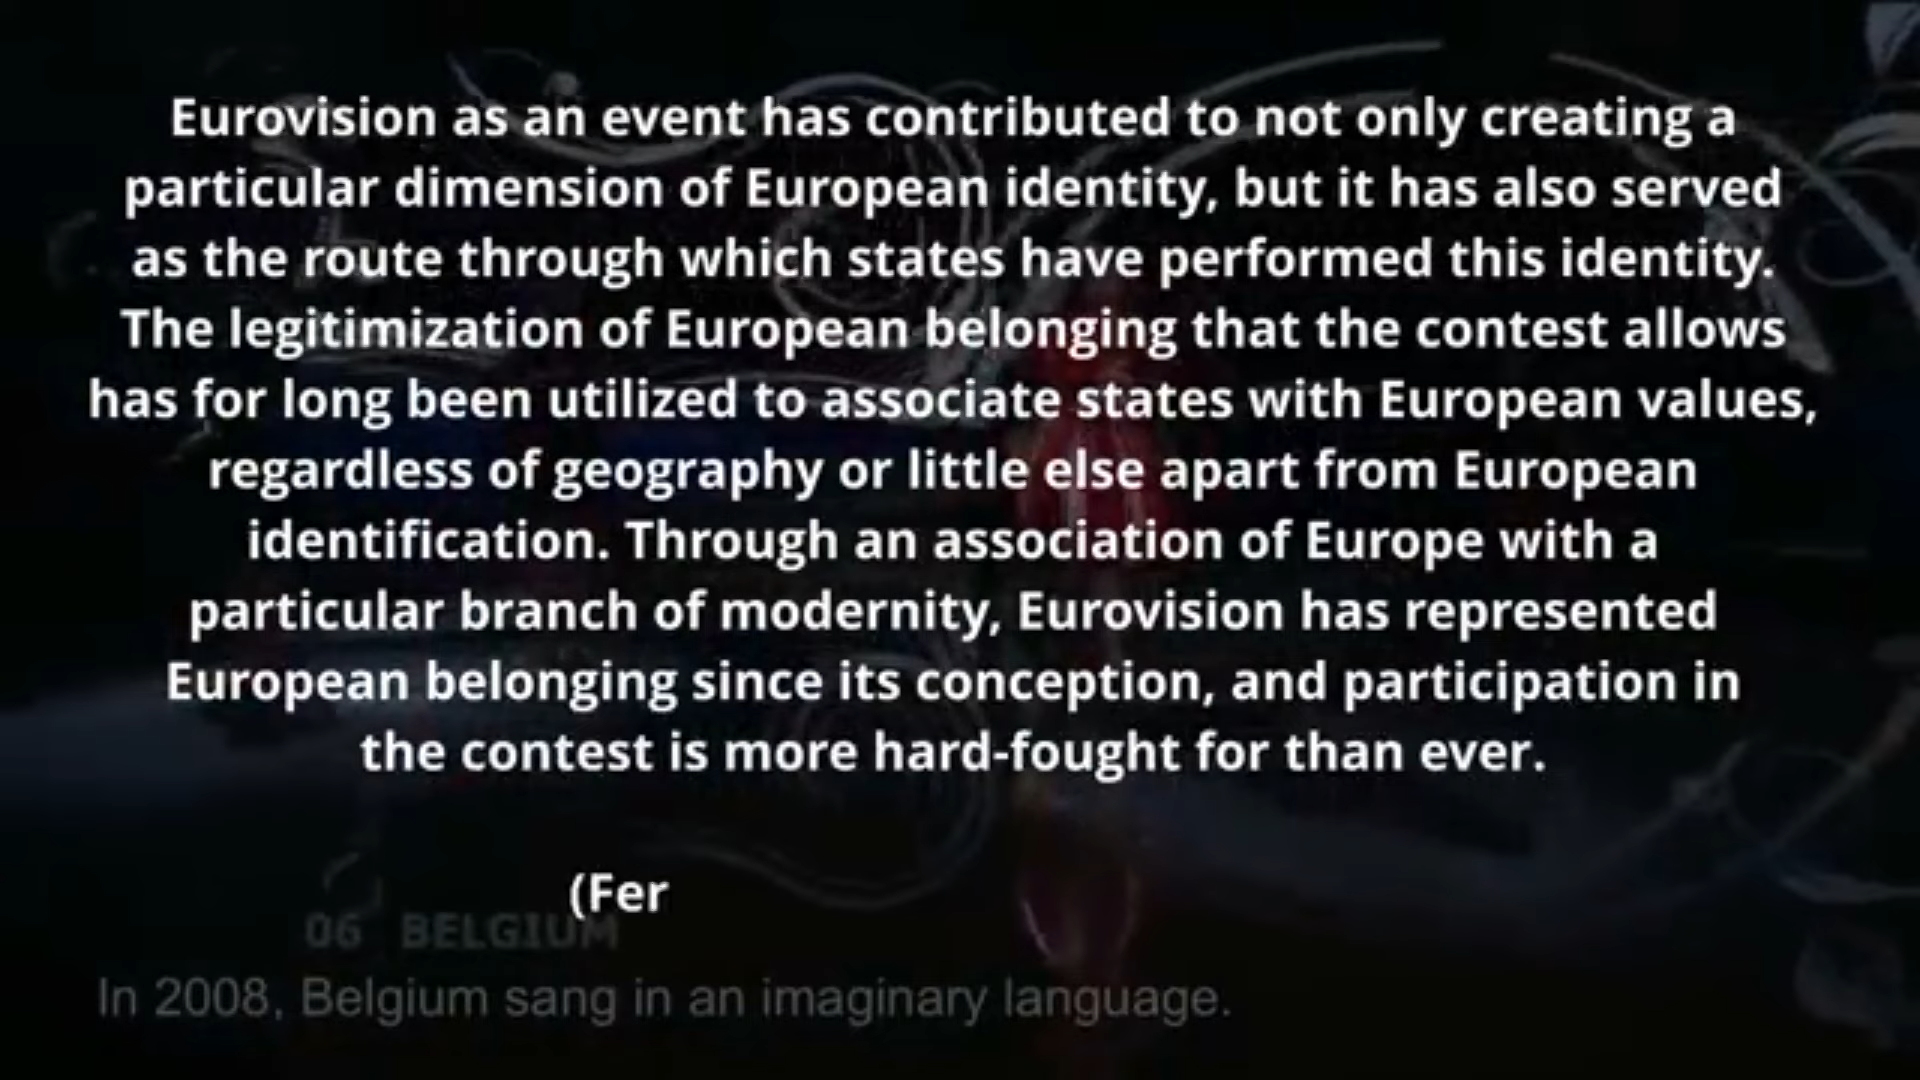 Eurovision as an event has contributed to not only creating a
particular dimension of European identity, but it has also served
as the route through which states have performed this identity.
The legitimization of European belonging that the contest allows
has for long been utilized to associate states with European values,
regardless of geography or little else apart from European
identification. Through an association of Europe with a
particular branch of modernity, Eurovision has represented
European belonging since its conception, and participation in
the contest is more hard-fought for than ever.
(Fer
06 BELGIUM
In 2008, Belgium sang in an imaginary language.